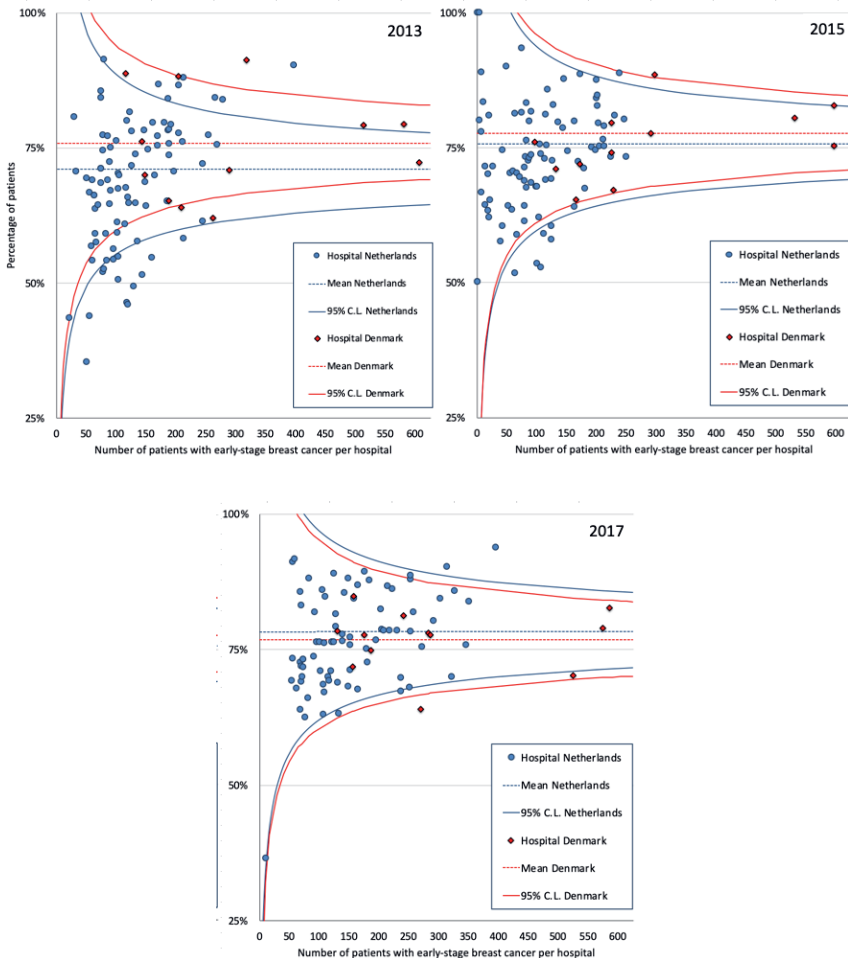 2013
100%
75%
50%
25%
Percentage of patients
0 50 100 150 200 250 300 350 400 450 500 550 600
Number of patients with early-stage breast cancer per hospital
Hospital Netherlands
Mean Netherlands
95% C.L. Netherlands
Hospital Denmark
Mean Denmark
95% C.L. Denmark
2015
100%
75%
50%
25%
0 50 100 150 200 250 300 350 400 450 500 550 600
Number of patients with early-stage breast cancer per hospital
Hospital Netherlands
Mean Netherlands
95% C.L. Netherlands
Hospital Denmark
Mean Denmark
95% C.L. Denmark
2017
100%
75%
50%
25%
0 50 100 150 200 250 300 350 400 450 500 550 600
Number of patients with early-stage breast cancer per hospital
Hospital Netherlands
Mean Netherlands
95% C.L. Netherlands
Hospital Denmark
Mean Denmark
95% C.L. Denmark